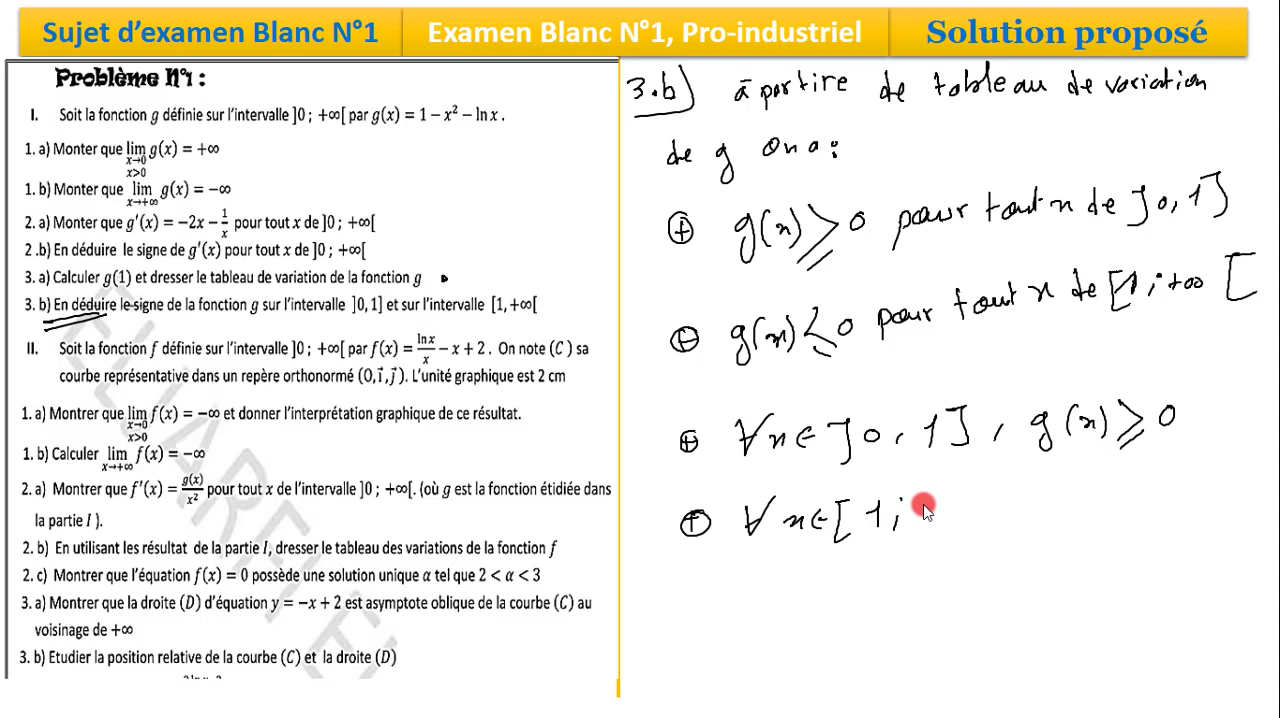 Sujet d'examen Blanc N°1
Examen Blanc N°1, Pro-industriel
Solution proposé
Problème N°1 :
I. Soit la fonction g définie sur l'intervalle ]0 ; +∞[ par g(x) = 1 − x² − ln x .
1. a) Monter que lim g(x) = +∞
x→0
x>0
1. b) Monter que lim g(x) = −∞
x→+∞
2. a) Monter que g'(x) = −2x − 1/x pour tout x de ]0 ; +∞[
2 .b) En déduire le signe de g'(x) pour tout x de ]0 ; +∞[
3. a) Calculer g(1) et dresser le tableau de variation de la fonction g
3. b) En déduire le signe de la fonction g sur l'intervalle ]0, 1] et sur l'intervalle [1, +∞[
II. Soit la fonction f définie sur l'intervalle ]0 ; +∞[ par f(x) = ln x/x − x + 2 . On note (C) sa
courbe représentative dans un repère orthonormé (O, i⃗, j⃗). L'unité graphique est 2 cm
1. a) Montrer que lim f(x) = −∞ et donner l'interprétation graphique de ce résultat.
x→0
x>0
1. b) Calculer lim f(x) = −∞
x→+∞
2. a) Montrer que f'(x) = g(x)/x² pour tout x de l'intervalle ]0 ; +∞[. (où g est la fonction étidiée dans
la partie I ).
2. b) En utilisant les résultat de la partie I, dresser le tableau des variations de la fonction f
2. c) Montrer que l'équation f(x) = 0 possède une solution unique α tel que 2 < α < 3
3. a) Montrer que la droite (D) d'équation y = −x + 2 est asymptote oblique de la courbe (C) au
voisinage de +∞
3. b) Etudier la position relative de la courbe (C) et la droite (D)
ELIARFI
3.b) à partire de tableau de variation
de g on a :
⊕ g(x) ≥ 0 pour tout x de ]0, 1]
⊖ g(x) ≤ 0 pour tout x de [1 ; +∞ [
⊕ ∀x∈ ]0 , 1] , g(x) ≥ 0
⊕ ∀ x∈ [ 1 ;